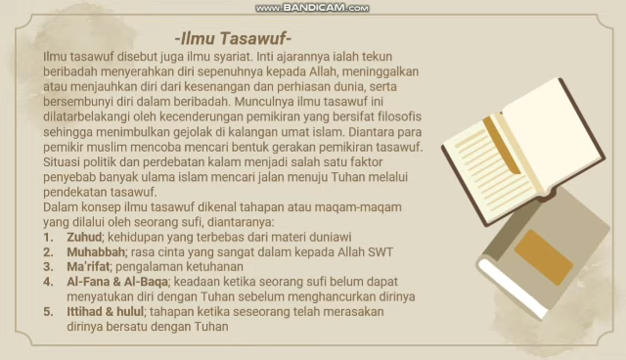 WWW.BANDICAM.COM
-Ilmu Tasawuf-
Ilmu tasawuf disebut juga ilmu syariat. Inti ajarannya ialah tekun
beribadah menyerahkan diri sepenuhnya kepada Allah, meninggalkan
atau menjauhkan diri dari kesenangan dan perhiasan dunia, serta
bersembunyi diri dalam beribadah. Munculnya ilmu tasawuf ini
dilatarbelakangi oleh kecenderungan pemikiran yang bersifat filosofis
sehingga menimbulkan gejolak di kalangan umat islam. Diantara para
pemikir muslim mencoba mencari bentuk gerakan pemikiran tasawuf.
Situasi politik dan perdebatan kalam menjadi salah satu faktor
penyebab banyak ulama islam mencari jalan menuju Tuhan melalui
pendekatan tasawuf.
Dalam konsep ilmu tasawuf dikenal tahapan atau maqam-maqam
yang dilalui oleh seorang sufi, diantaranya:
1. Zuhud; kehidupan yang terbebas dari materi duniawi
2. Muhabbah; rasa cinta yang sangat dalam kepada Allah SWT
3. Ma'rifat; pengalaman ketuhanan
4. Al-Fana & Al-Baqa; keadaan ketika seorang sufi belum dapat
menyatukan diri dengan Tuhan sebelum menghancurkan dirinya
5. Ittihad & hulul; tahapan ketika seseorang telah merasakan
dirinya bersatu dengan Tuhan